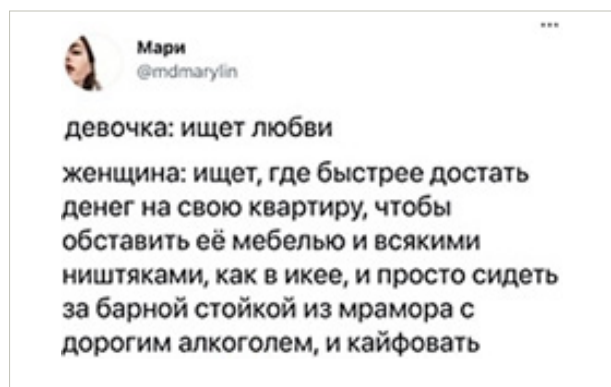 Мари
@mdmarylin
девочка: ищет любви
женщина: ищет, где быстрее достать
денег на свою квартиру, чтобы
обставить её мебелью и всякими
ништяками, как в икее, и просто сидеть
за барной стойкой из мрамора с
дорогим алкоголем, и кайфовать